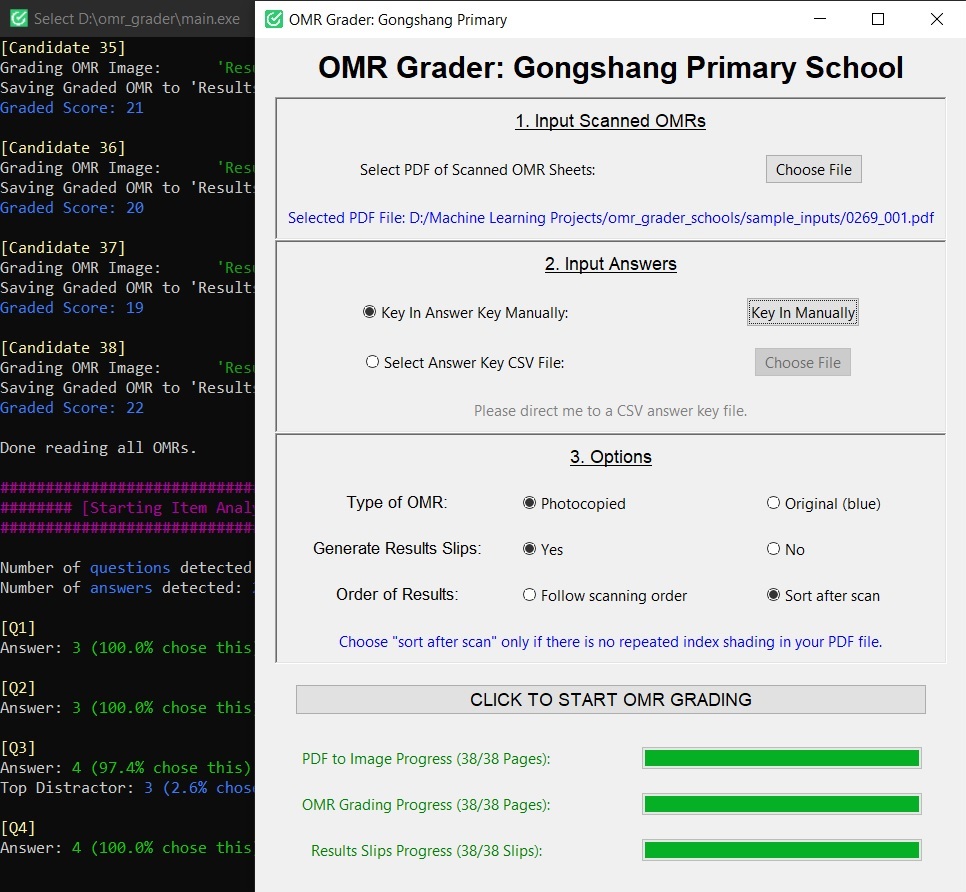 Select D:\omr_grader\main.exe
[Candidate 35]
Grading OMR Image: 'Resu
Saving Graded OMR to 'Results
Graded Score: 21
[Candidate 36]
Grading OMR Image: 'Resu
Saving Graded OMR to 'Results
Graded Score: 20
[Candidate 37]
Grading OMR Image: 'Resu
Saving Graded OMR to 'Results
Graded Score: 19
[Candidate 38]
Grading OMR Image: 'Resu
Saving Graded OMR to 'Results
Graded Score: 22
Done reading all OMRs.
############################
######## [Starting Item Analy
############################
Number of questions detected
Number of answers detected:
[Q1]
Answer: 3 (100.0% chose this
[Q2]
Answer: 3 (100.0% chose this
[Q3]
Answer: 4 (97.4% chose this)
Top Distractor: 3 (2.6% chose
[Q4]
Answer: 4 (100.0% chose this
OMR Grader: Gongshang Primary
OMR Grader: Gongshang Primary School
1. Input Scanned OMRs
Select PDF of Scanned OMR Sheets: Choose File
Selected PDF File: D:/Machine Learning Projects/omr_grader_schools/sample_inputs/0269_001.pdf
2. Input Answers
Key In Answer Key Manually: Key In Manually
Select Answer Key CSV File: Choose File
Please direct me to a CSV answer key file.
3. Options
Type of OMR: Photocopied Original (blue)
Generate Results Slips: Yes No
Order of Results: Follow scanning order Sort after scan
Choose "sort after scan" only if there is no repeated index shading in your PDF file.
CLICK TO START OMR GRADING
PDF to Image Progress (38/38 Pages):
OMR Grading Progress (38/38 Pages):
Results Slips Progress (38/38 Slips):